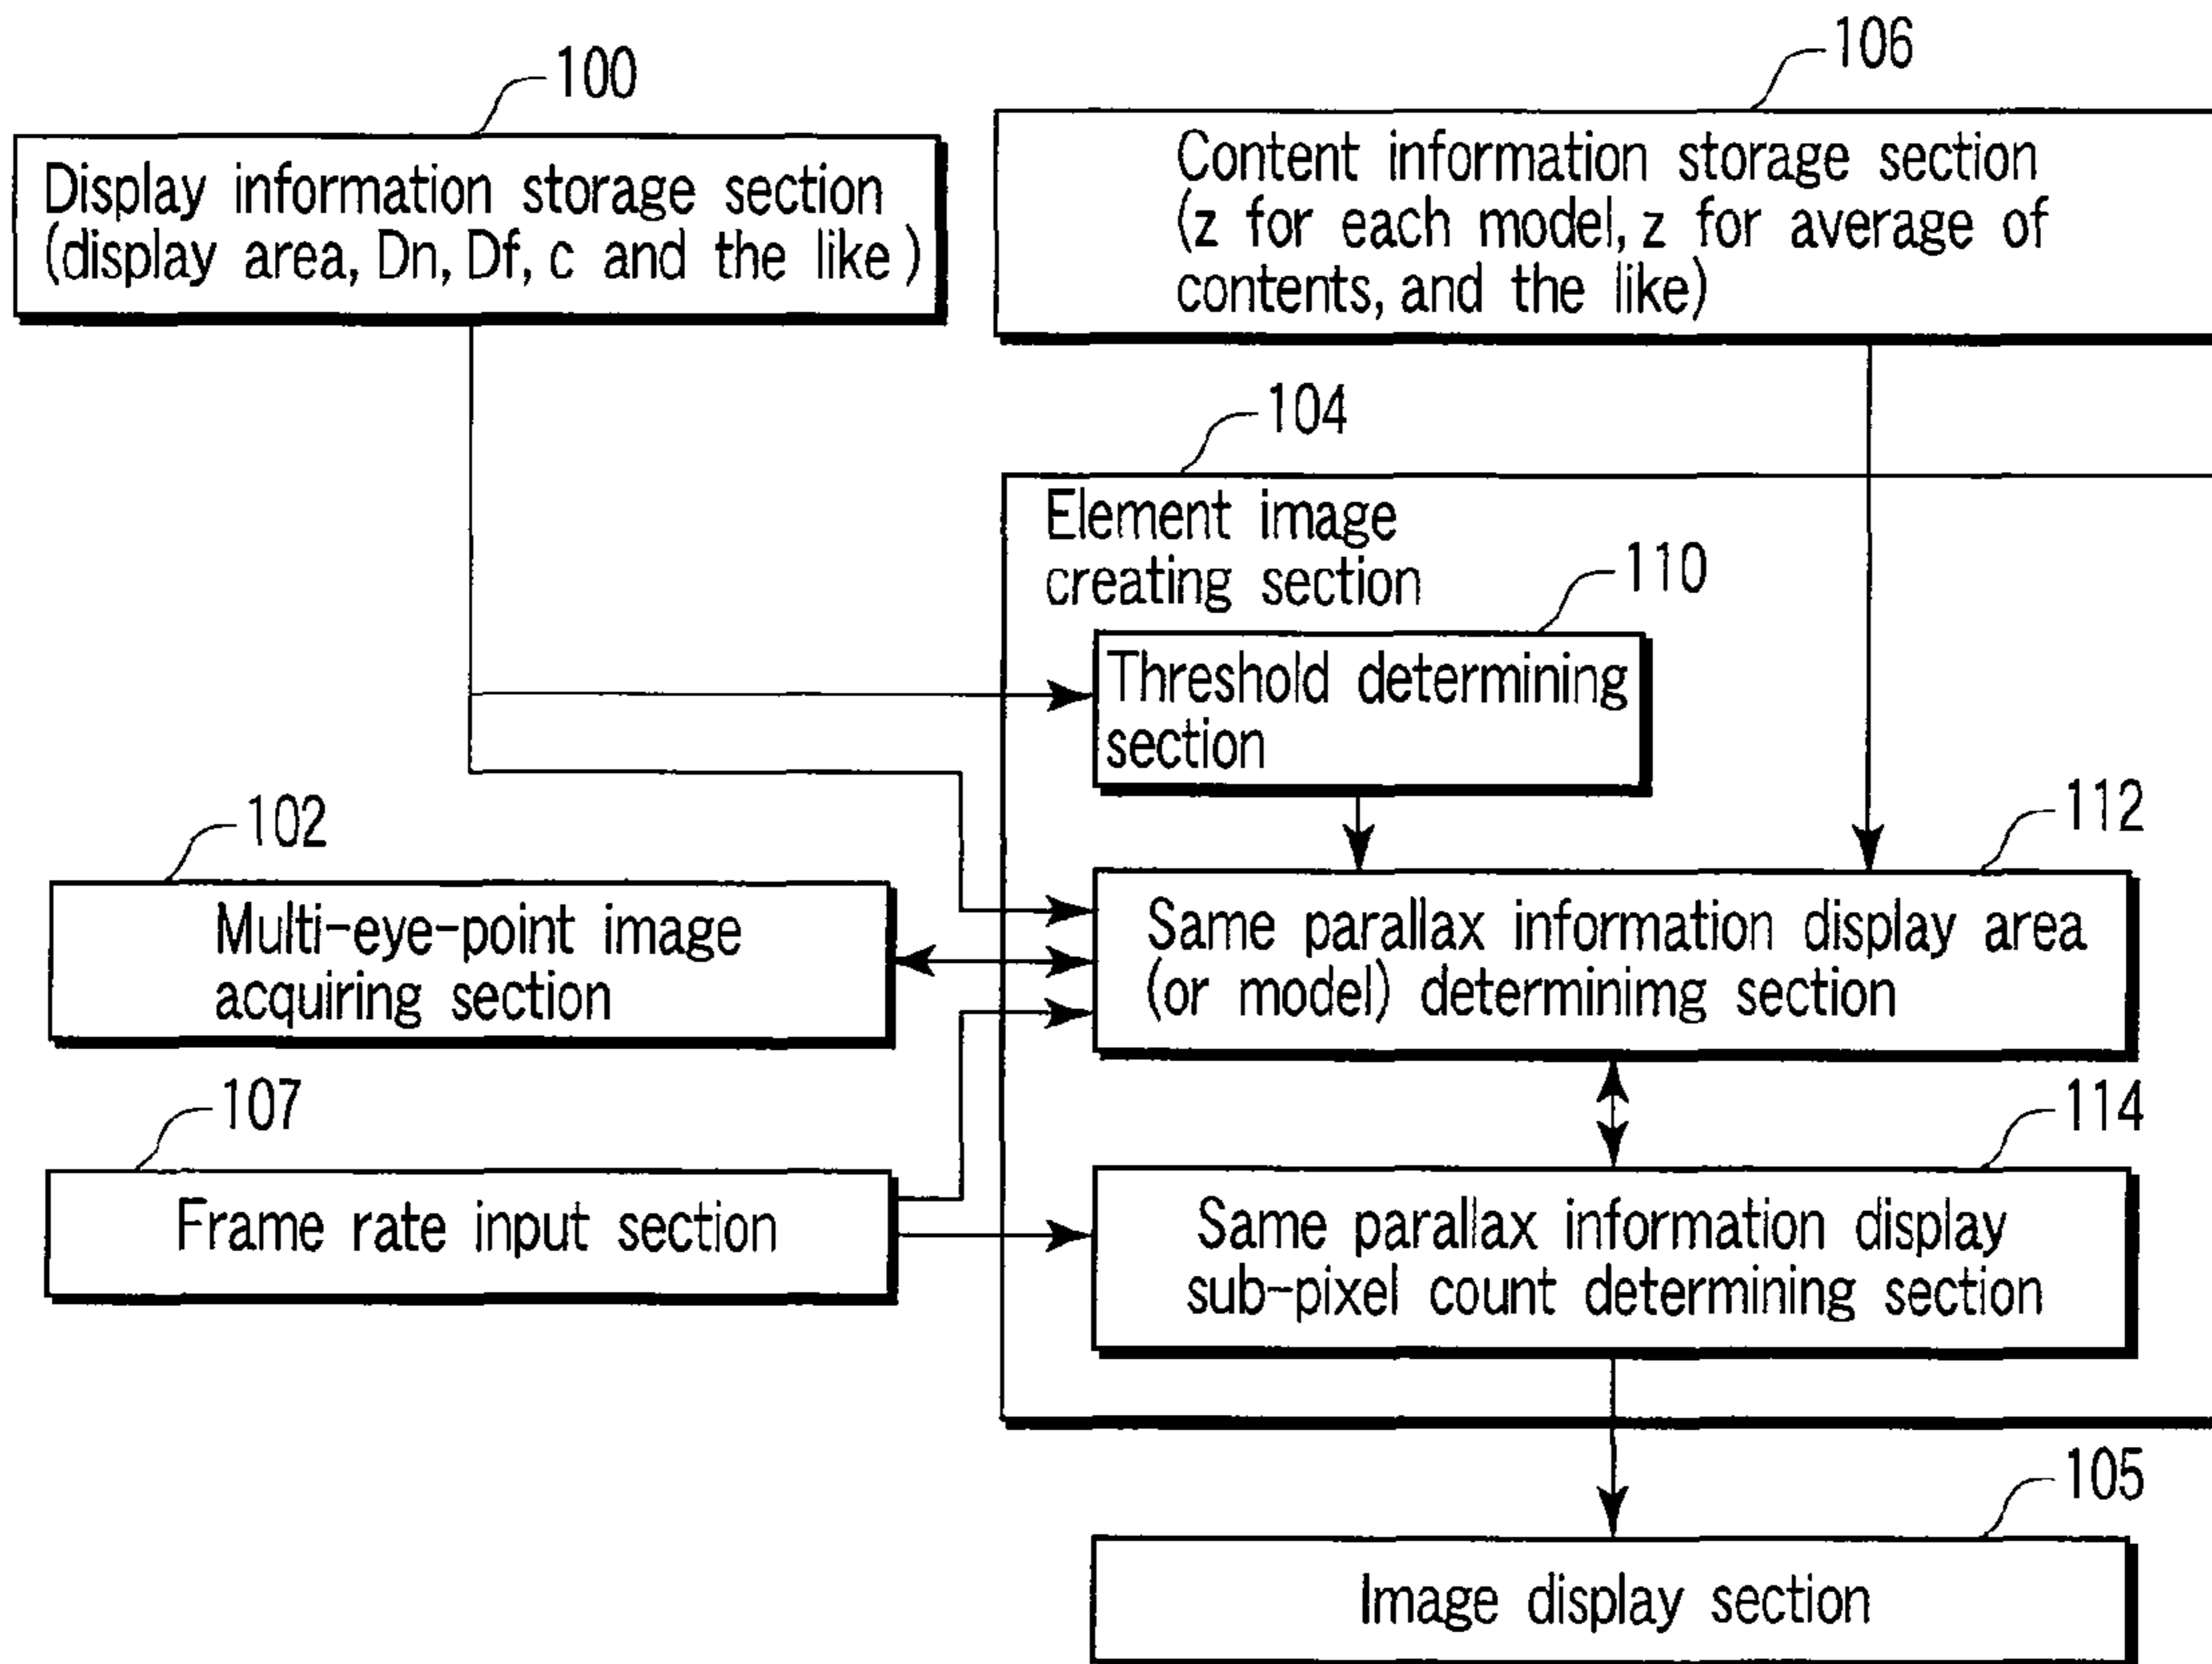 100
106
Display information storage section
(display area, Dn, Df, c and the like)
Content information storage section
(z for each model, z for average of
contents, and the like)
104
Element image
creating section
110
Threshold determining
section
102
112
Multi-eye-point image
acquiring section
Same parallax information display area
(or model) determinimg section
107
114
Frame rate input section
Same parallax information display
sub-pixel count determining section
105
Image display section